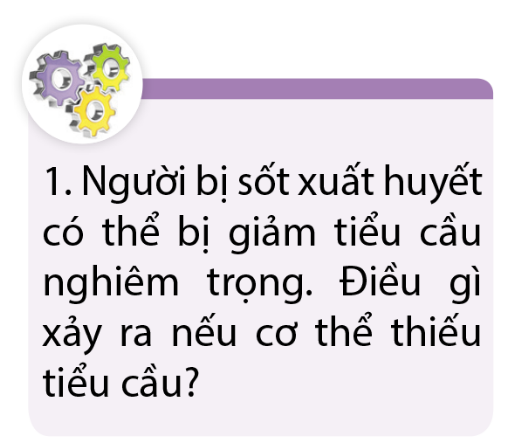 1. Người bị sốt xuất huyết
có thể bị giảm tiểu cầu
nghiêm trọng. Điều gì
xảy ra nếu cơ thể thiếu
tiểu cầu?